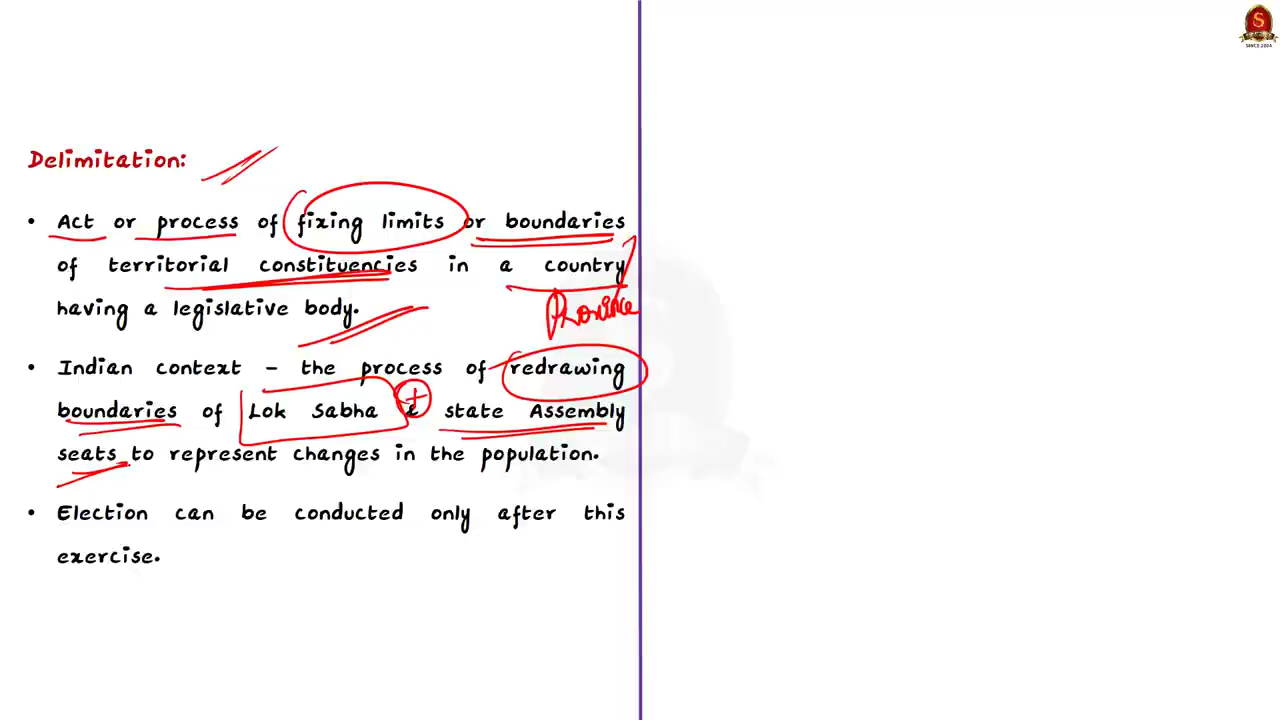 S
SINCE 2004
Delimitation:
• Act or process of fixing limits or boundaries
of territorial constituencies in a country
having a legislative body.
Province
• Indian context – the process of redrawing
boundaries of Lok Sabha & state Assembly
seats to represent changes in the population.
• Election can be conducted only after this
exercise.